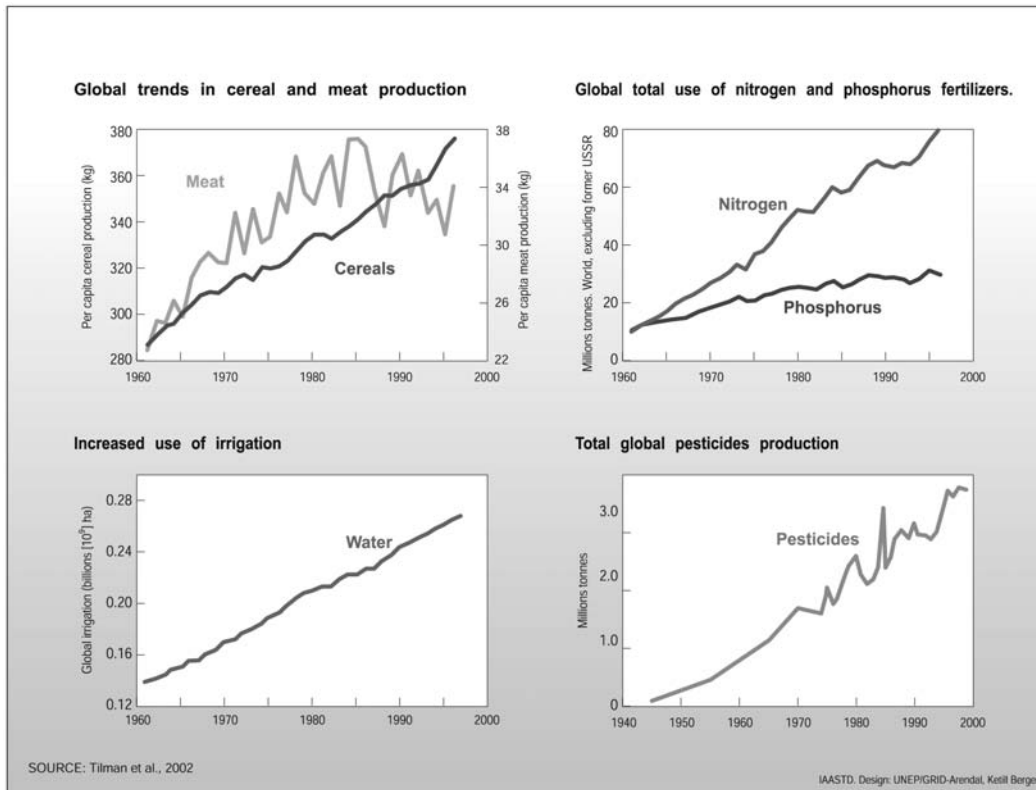 Global trends in cereal and meat production
Per capita cereal production (kg)
380
360
340
320
300
280
Meat
Cereals
38
34
30
26
22
Per capita meat production (kg)
1960
1970
1980
1990
2000
Global total use of nitrogen and phosphorus fertilizers.
Millions tonnes. World, excluding former USSR
80
60
40
20
0
Nitrogen
Phosphorus
1960
1970
1980
1990
2000
Increased use of irrigation
Global irrigation (billions [10⁹] ha)
0.28
0.24
0.20
0.16
0.12
Water
1960
1970
1980
1990
2000
Total global pesticides production
Millions tonnes
3.0
2.0
1.0
0
Pesticides
1940
1950
1960
1970
1980
1990
2000
SOURCE: Tilman et al., 2002
IAASTD. Design: UNEP/GRID-Arendal, Ketill Berger